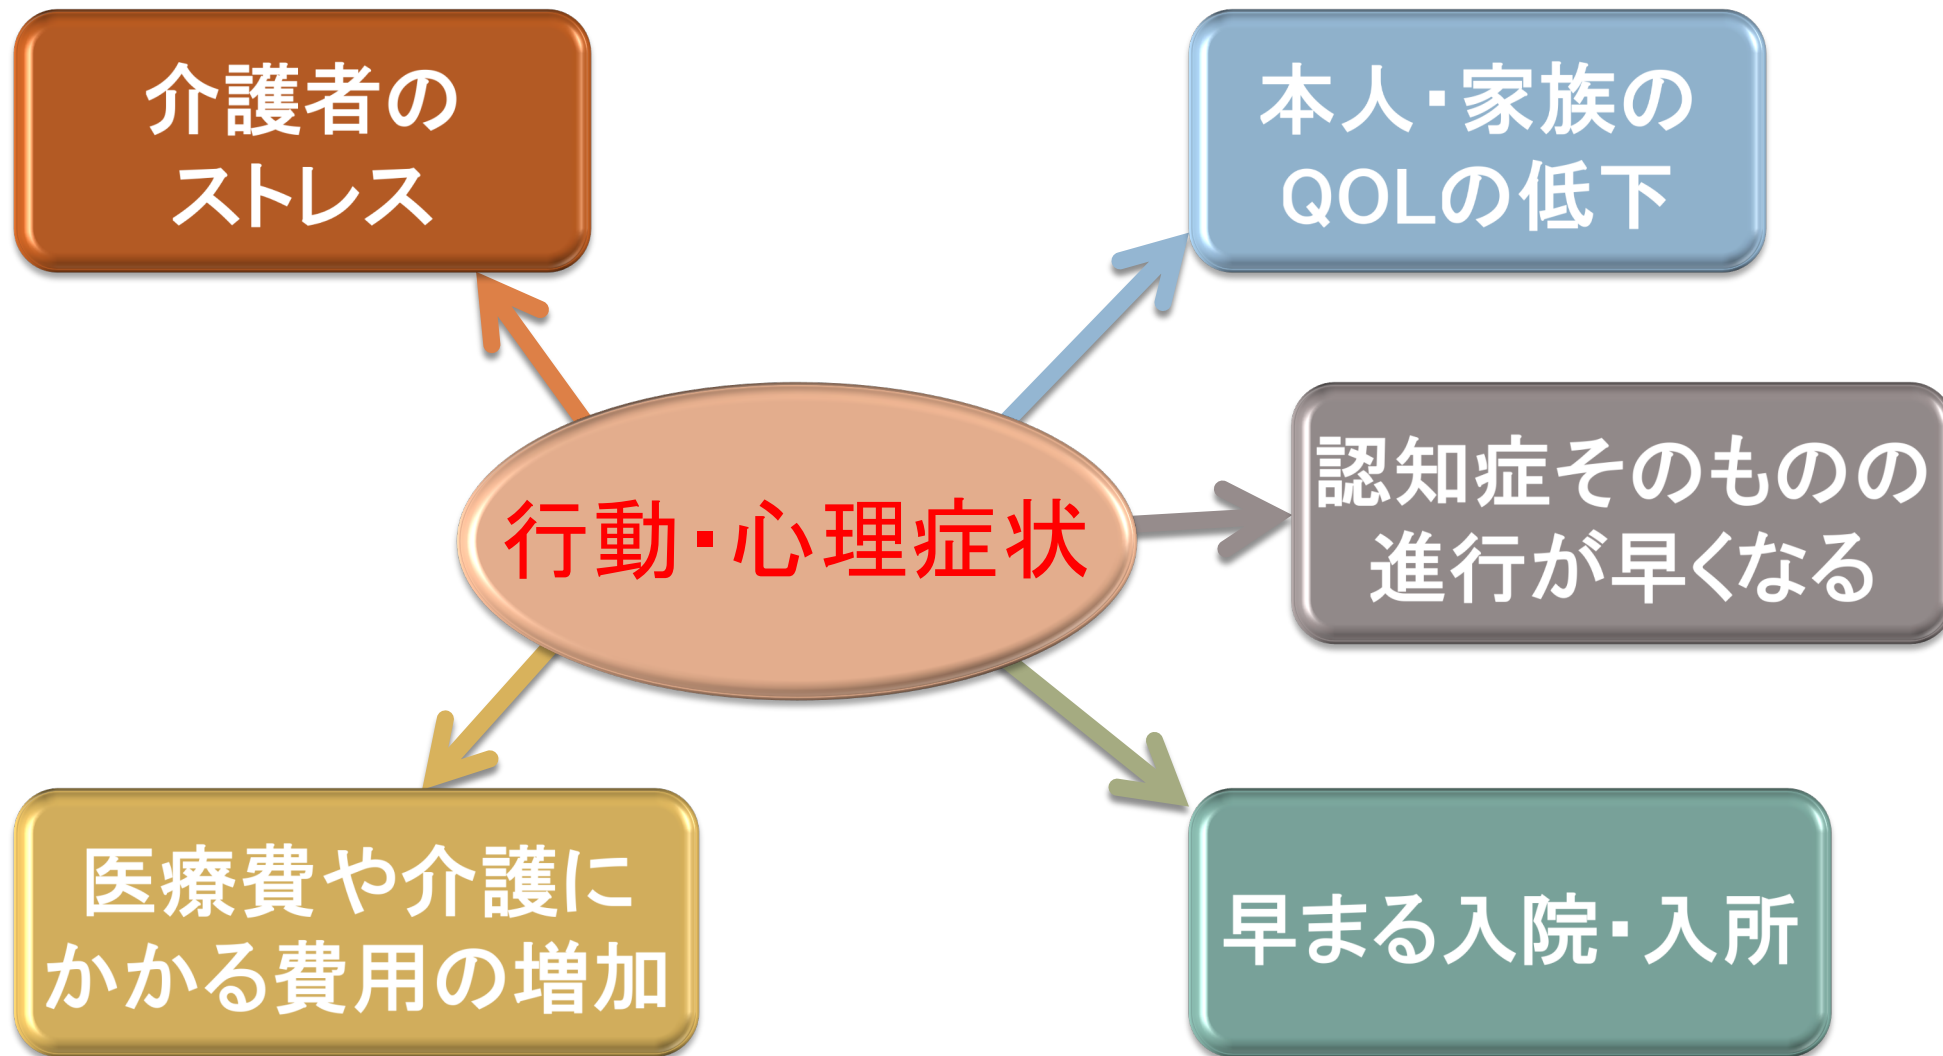 介護者の
ストレス
本人・家族の
QOLの低下
行動・心理症状
認知症そのものの
進行が早くなる
医療費や介護に
かかる費用の増加
早まる入院・入所